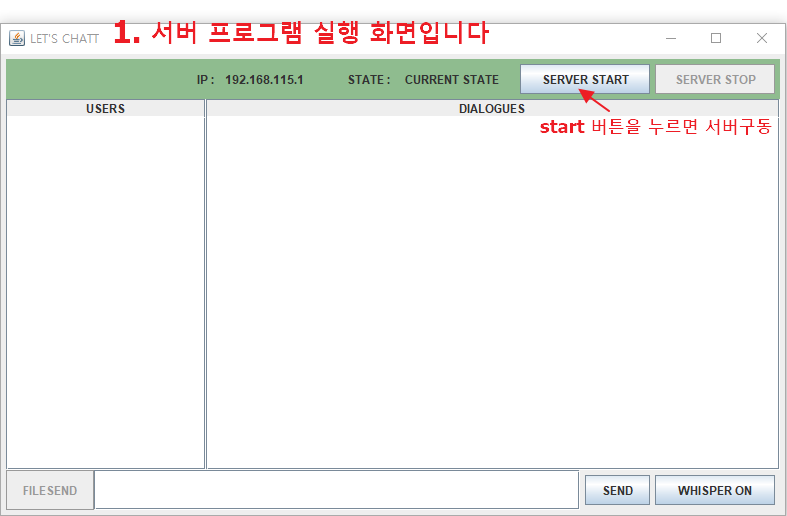 LET'S CHATT
1. 서버 프로그램 실행 화면입니다
IP : 192.168.115.1 STATE : CURRENT STATE SERVER START SERVER STOP
USERS DIALOGUES
start 버튼을 누르면 서버구동
FILESEND SEND WHISPER ON